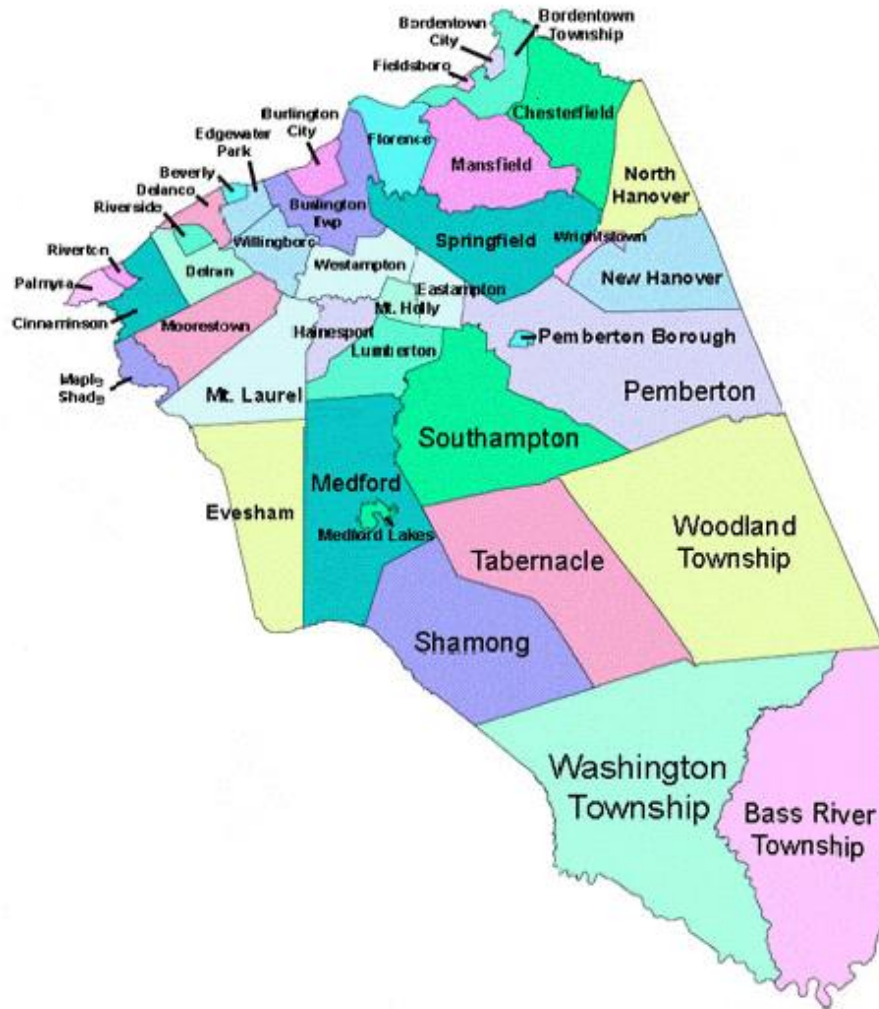 Bordentown
City
Bordentown
Township
Fieldsboro
Burlington
City
Florence
Chesterfield
Edgewater
Park
Mansfield
North
Hanover
Beverly
Delanco
Riverside
Burlington
Twp
Willingboro
Springfield
Wrightstown
Riverton
Delran
Westampton
New Hanover
Palmyra
Eastampton
Cinnarrinson
Moorestown
Hainesport
Mt. Holly
Pemberton Borough
Lumberton
Maple
Shade
Mt. Laurel
Pemberton
Southampton
Evesham
Medford
Medford Lakes
Woodland
Township
Tabernacle
Shamong
Washington
Township
Bass River
Township